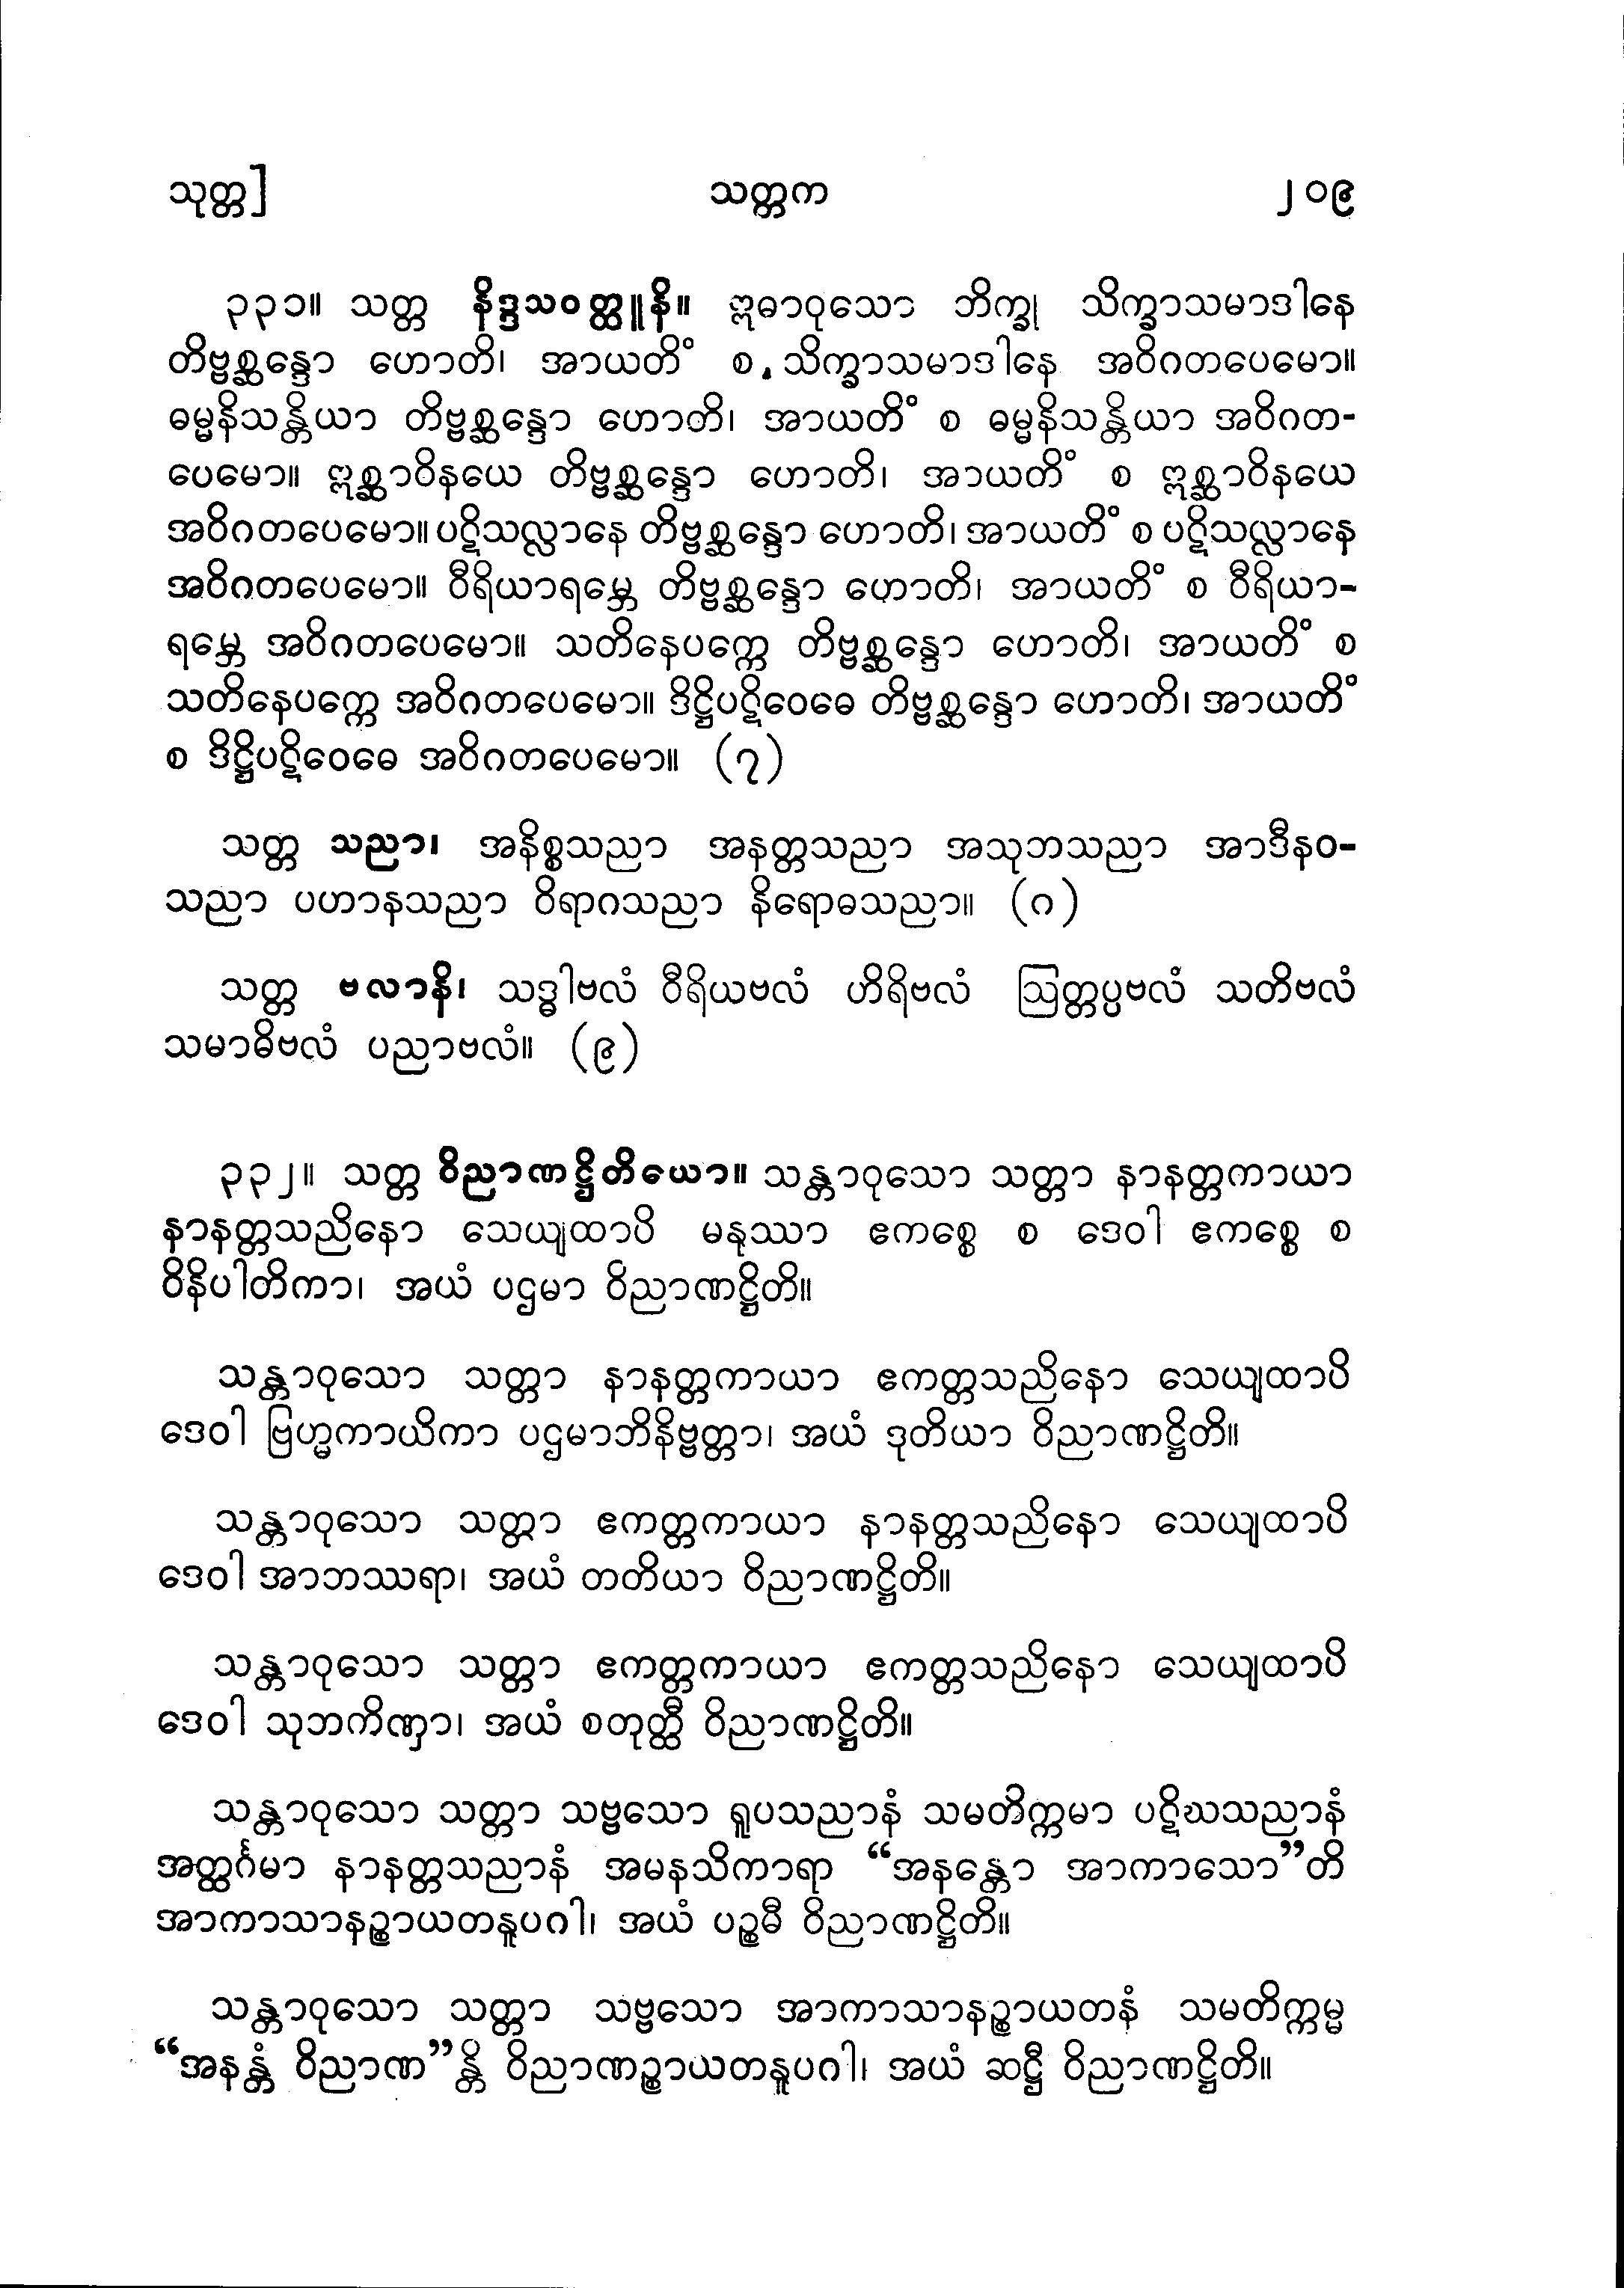 သုတ္တ]
သတ္တက
၂၀၉
၃၃၁။ သတ္တ နိဒ္ဒသဝတ္ထူနိ။ ဣဓာဝုသော ဘိက္ခု သိက္ခာသမာဒါနေ
တိဗ္ဗစ္ဆန္ဒော ဟောတိ၊ အာယတိံ စ သိက္ခာသမာဒါနေ အဝိဂတပေမော။
ဓမ္မနိသန္တိယာ တိဗ္ဗစ္ဆန္ဒော ဟောတိ၊ အာယတိံ စ ဓမ္မနိသန္တိယာ အဝိဂတ-
ပေမော။ ဣစ္ဆာဝိနယေ တိဗ္ဗစ္ဆန္ဒော ဟောတိ၊ အာယတိံ စ ဣစ္ဆာဝိနယေ
အဝိဂတပေမော။ ပဋိသလ္လာနေ တိဗ္ဗစ္ဆန္ဒော ဟောတိ၊ အာယတိံ စ ပဋိသလ္လာနေ
အဝိဂတပေမော။ ဝီရိယာရမ္ဘေ တိဗ္ဗစ္ဆန္ဒော ဟောတိ၊ အာယတိံ စ ဝီရိယာ-
ရမ္ဘေ အဝိဂတပေမော။ သတိနေပက္ကေ တိဗ္ဗစ္ဆန္ဒော ဟောတိ၊ အာယတိံ စ
သတိနေပက္ကေ အဝိဂတပေမော။ ဒိဋ္ဌိပဋိဝေဓေ တိဗ္ဗစ္ဆန္ဒော ဟောတိ၊ အာယတိံ
စ ဒိဋ္ဌိပဋိဝေဓေ အဝိဂတပေမော။ (၇)
သတ္တ သညာ၊ အနိစ္စသညာ အနတ္တသညာ အသုဘသညာ အာဒီနဝ-
သညာ ပဟာနသညာ ဝိရာဂသညာ နိရောဓသညာ။ (ဂ)
သတ္တ ဗလာနိ၊ သဒ္ဓါဗလံ ဝီရိယဗလံ ဟိရိဗလံ ဩတ္တပ္ပဗလံ သတိဗလံ
သမာဓိဗလံ ပညာဗလံ။ (၉)
၃၃၂။ သတ္တ ဝိညာဏဋ္ဌိတိယော။ သန္တာဝုသော သတ္တာ နာနတ္တကာယာ
နာနတ္တသညိနော သေယျထာပိ မနုဿာ ဧကစ္စေ စ ဒေဝါ ဧကစ္စေ စ
ဝိနိပါတိကာ၊ အယံ ပဌမာ ဝိညာဏဋ္ဌိတိ။
သန္တာဝုသော သတ္တာ နာနတ္တကာယာ ဧကတ္တသညိနော သေယျထာပိ
ဒေဝါ ဗြဟ္မကာယိကာ ပဌမာဘိနိဗ္ဗတ္တာ၊ အယံ ဒုတိယာ ဝိညာဏဋ္ဌိတိ။
သန္တာဝုသော သတ္တာ ဧကတ္တကာယာ နာနတ္တသညိနော သေယျထာပိ
ဒေဝါ အာဘဿရာ၊ အယံ တတိယာ ဝိညာဏဋ္ဌိတိ။
သန္တာဝုသော သတ္တာ ဧကတ္တကာယာ ဧကတ္တသညိနော သေယျထာပိ
ဒေဝါ သုဘကိဏှာ၊ အယံ စတုတ္ထီ ဝိညာဏဋ္ဌိတိ။
သန္တာဝုသော သတ္တာ သဗ္ဗသော ရူပသညာနံ သမတိက္ကမာ ပဋိဃသညာနံ
အတ္ထင်္ဂမာ နာနတ္တသညာနံ အမနသိကာရာ “အနန္တော အာကာသော”တိ
အာကာသာနဉ္စာယတနူပဂါ၊ အယံ ပဉ္စမီ ဝိညာဏဋ္ဌိတိ။
သန္တာဝုသော သတ္တာ သဗ္ဗသော အာကာသာနဉ္စာယတနံ သမတိက္ကမ္မ
“အနန္တံ ဝိညာဏ”န္တိ ဝိညာဏဉ္စာယတနူပဂါ၊ အယံ ဆဋ္ဌီ ဝိညာဏဋ္ဌိတိ။